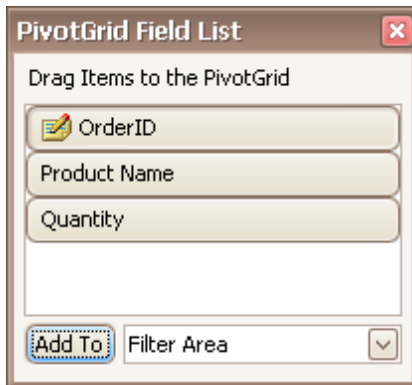 PivotGrid Field List
Drag Items to the PivotGrid
OrderID
Product Name
Quantity
Add To Filter Area